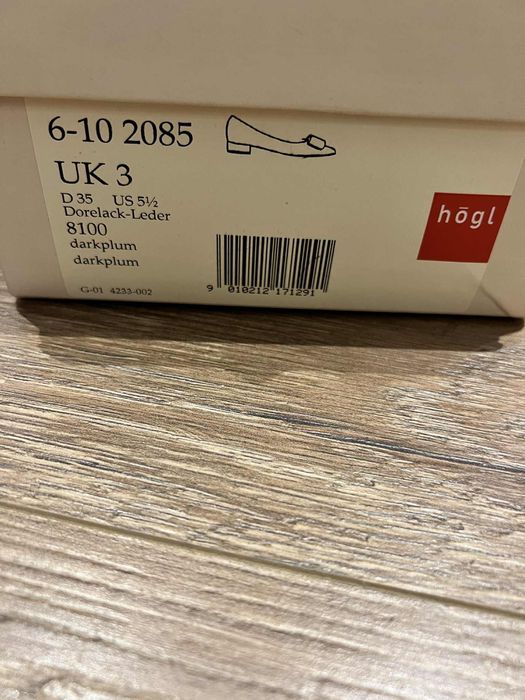 6-10 2085
UK 3
D 35 US 5½
Dorelack-Leder
8100
darkplum
darkplum
G-01 4233-002
9 010212 171291
högl